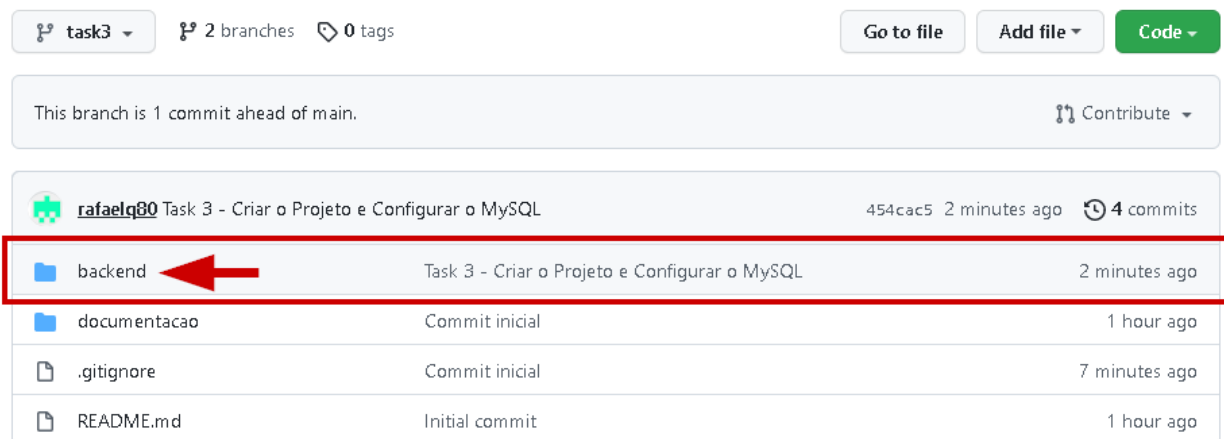 task3 2 branches 0 tags Go to file Add file Code
This branch is 1 commit ahead of main. Contribute
rafaelq80 Task 3 - Criar o Projeto e Configurar o MySQL 454cac5 2 minutes ago 4 commits
backend Task 3 - Criar o Projeto e Configurar o MySQL 2 minutes ago
documentacao Commit inicial 1 hour ago
.gitignore Commit inicial 7 minutes ago
README.md Initial commit 1 hour ago